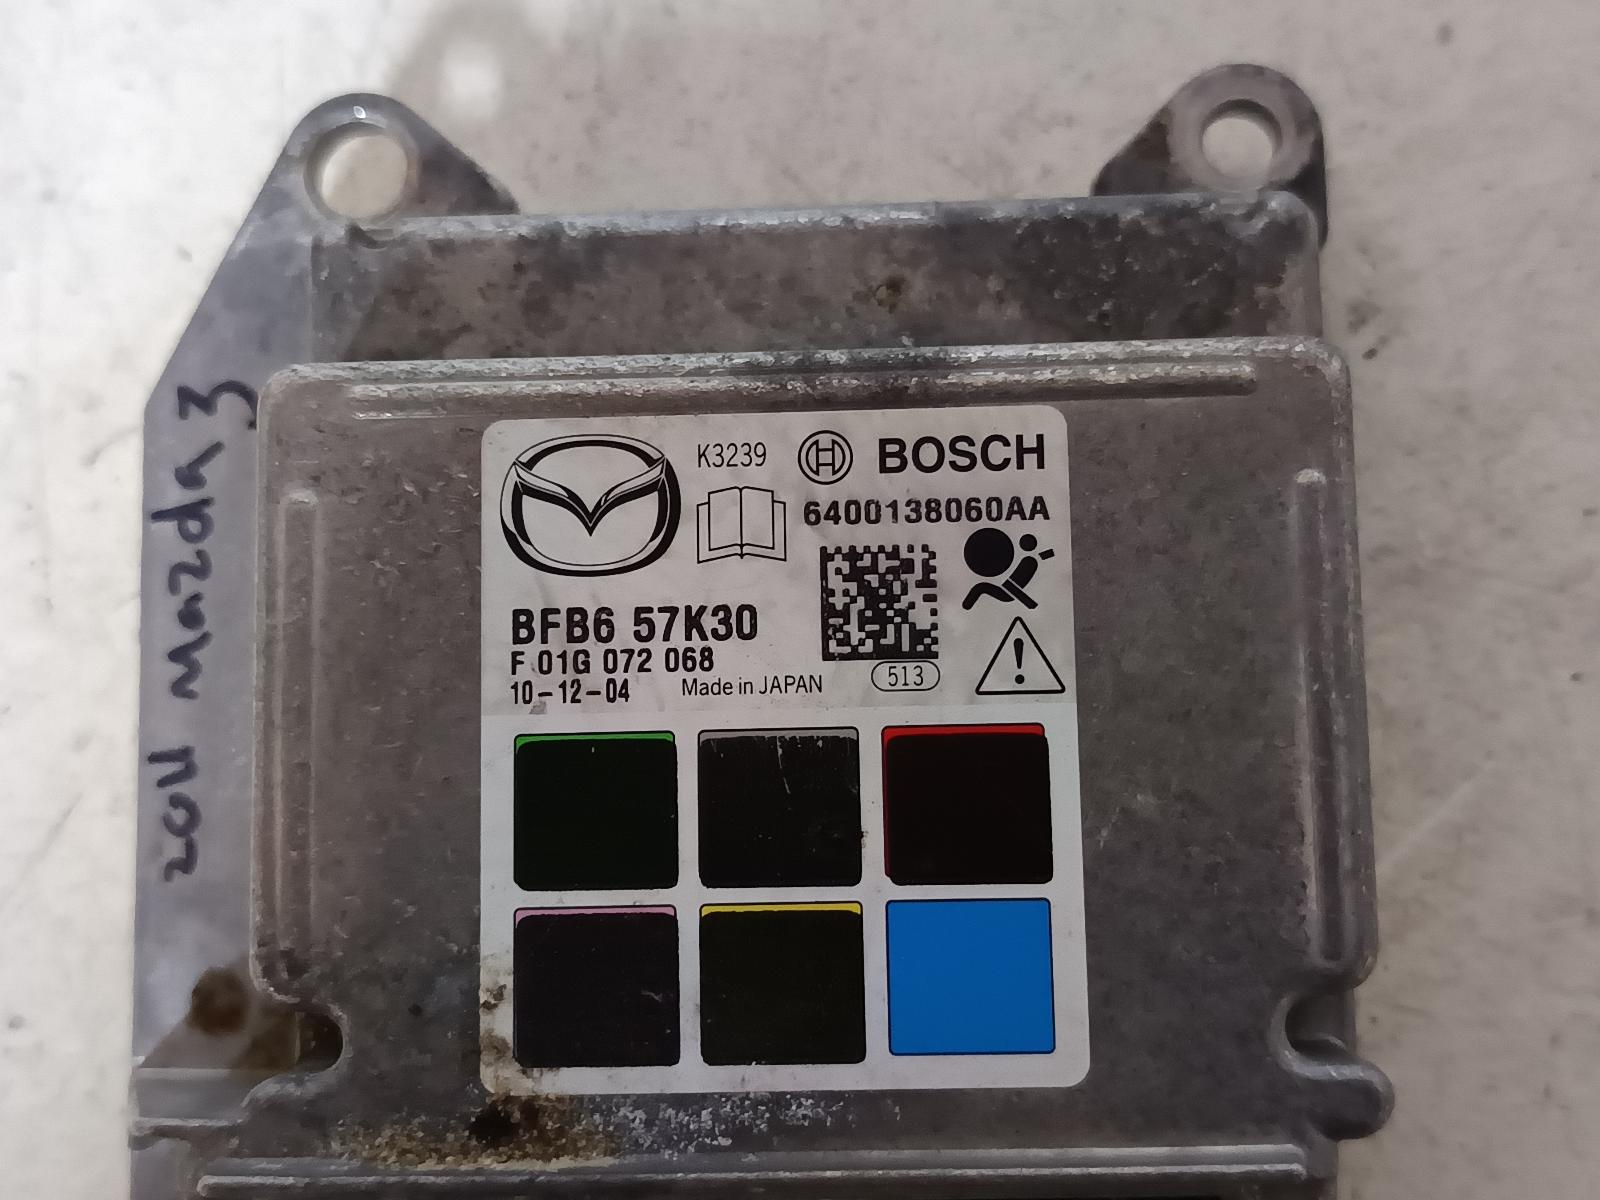 2011 Mazda 3
K3239
BOSCH
6400138060AA
BFB6 57K30
F 01G 072 068
10-12-04
Made in JAPAN
513